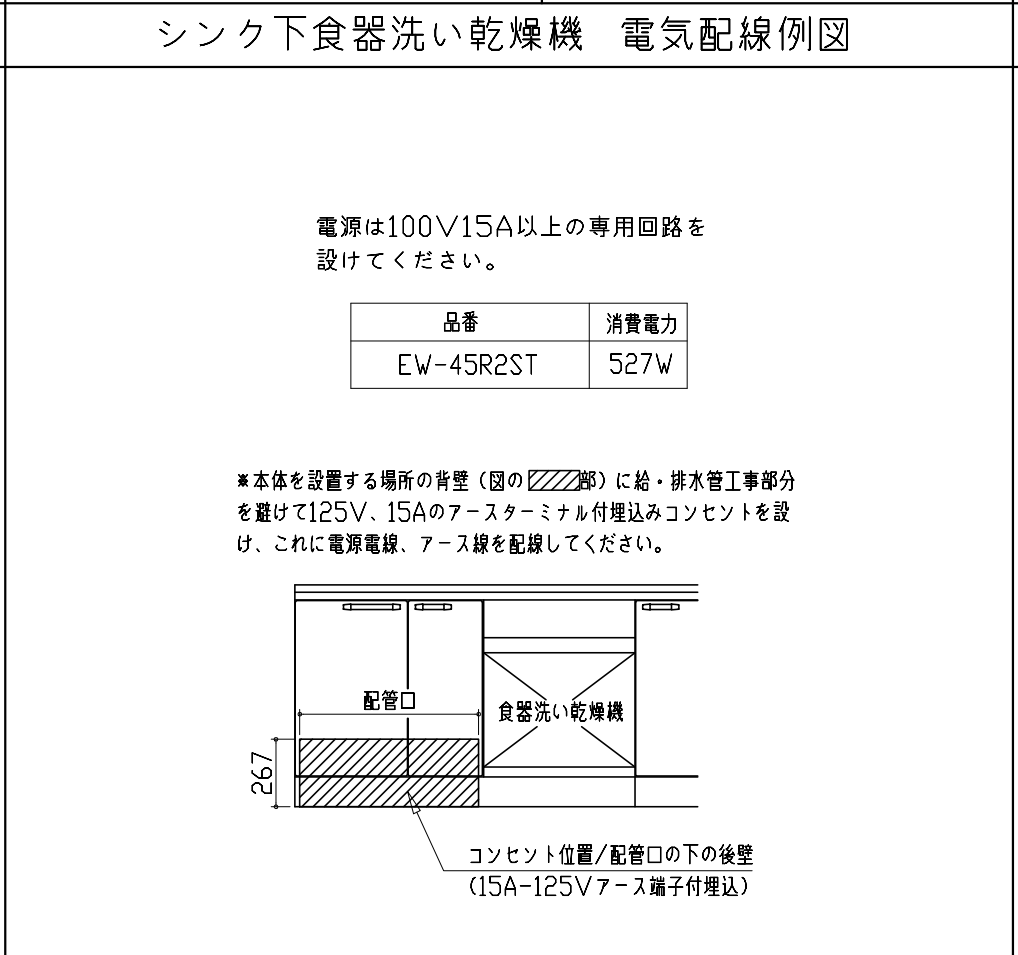 シンク下食器洗い乾燥機 電気配線例図
電源は100V15A以上の専用回路を
設けてください。
品番 消費電力
EW-45R2ST 527W
※本体を設置する場所の背壁（図の 部）に給・排水管工事部分
を避けて125V、15Aのアースターミナル付埋込みコンセントを設
け、これに電源電線、アース線を配線してください。
配管口
食器洗い乾燥機
267
コンセント位置/配管口の下の後壁
(15A-125Vアース端子付埋込)